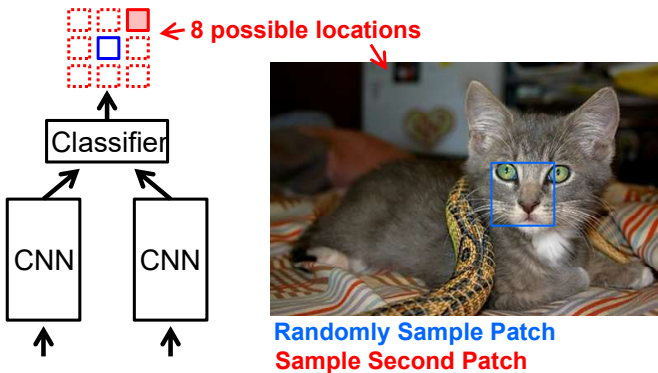 8 possible locations
Classifier
CNN
CNN
Randomly Sample Patch
Sample Second Patch